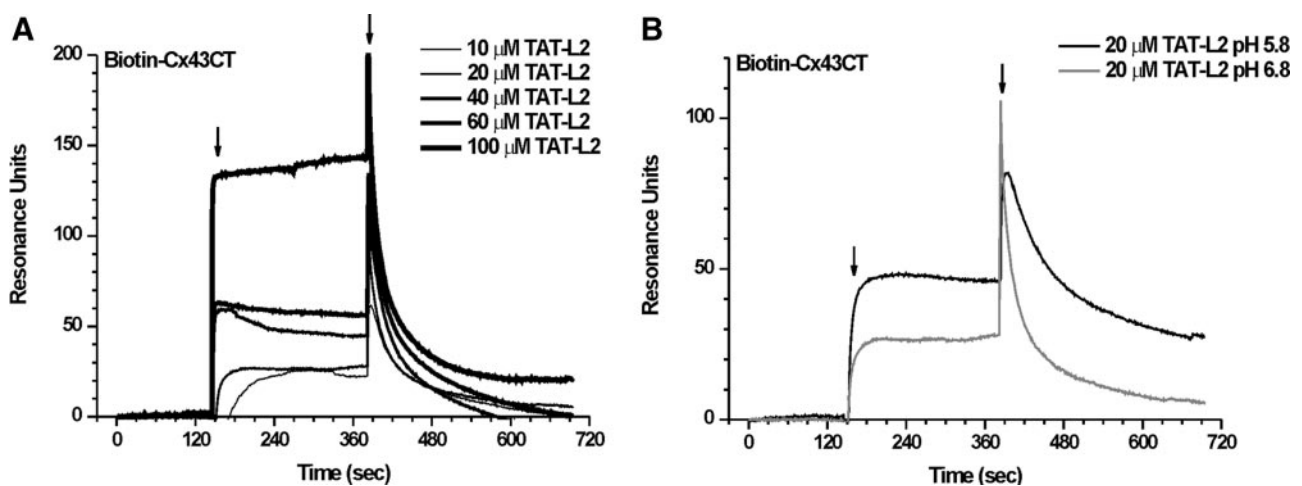 A
Biotin-Cx43CT
10 μM TAT-L2
20 μM TAT-L2
40 μM TAT-L2
60 μM TAT-L2
100 μM TAT-L2
200
150
100
50
0
Resonance Units
0 120 240 360 480 600 720
Time (sec)
B
Biotin-Cx43CT
20 μM TAT-L2 pH 5.8
20 μM TAT-L2 pH 6.8
100
50
0
Resonance Units
0 120 240 360 480 600 720
Time (sec)